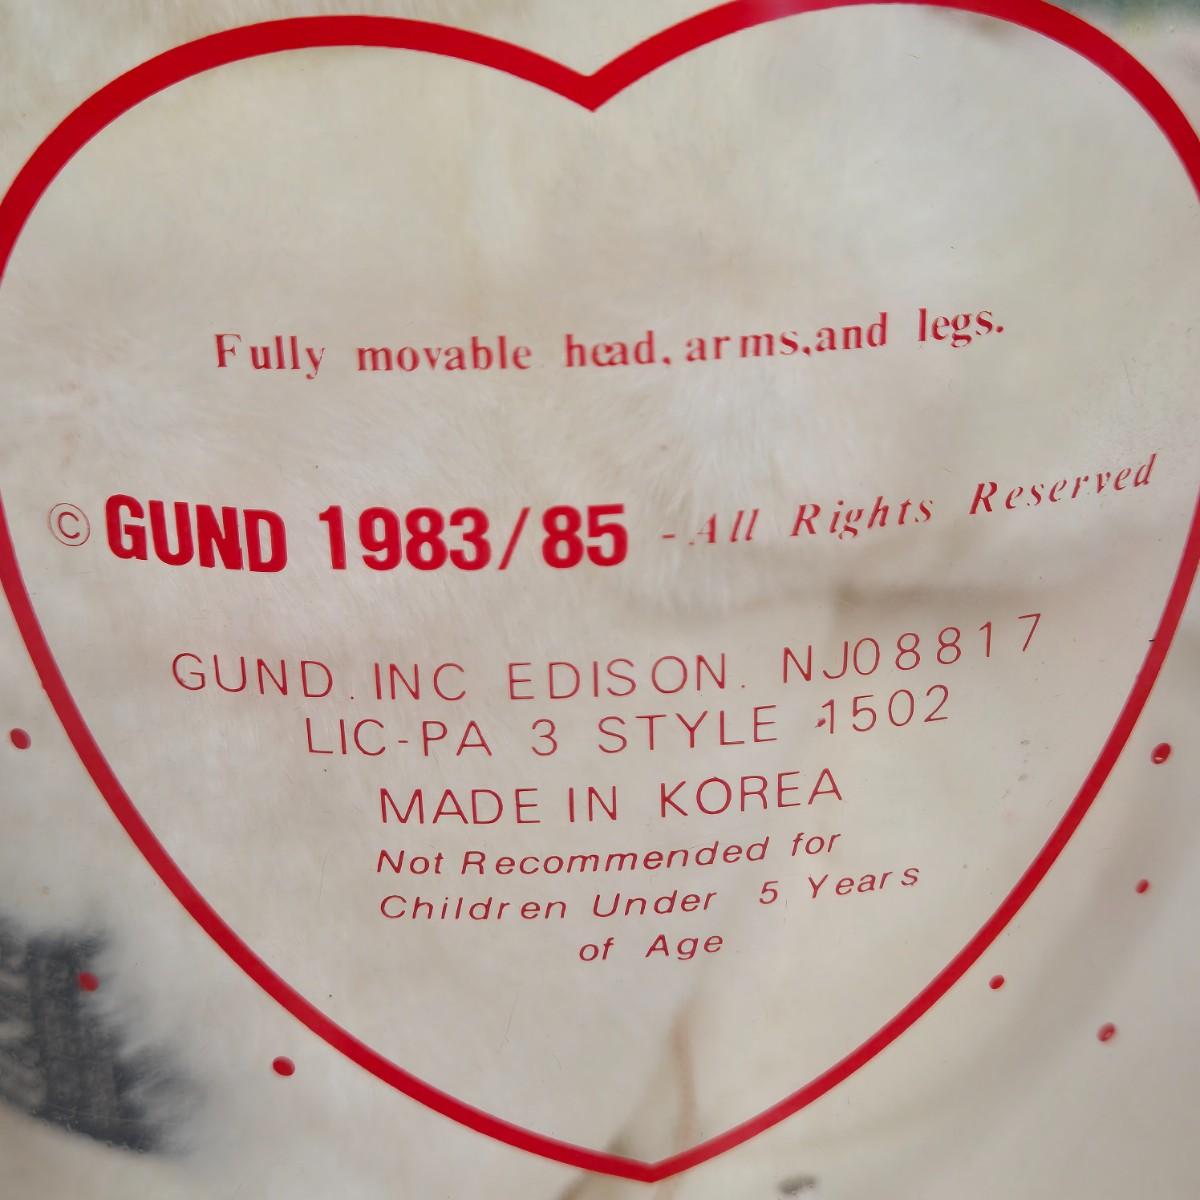 Fully movable head, arms, and legs.
© GUND 1983/85 - All Rights Reserved
GUND. INC EDISON. NJ08817
LIC-PA 3 STYLE 1502
MADE IN KOREA
Not Recommended for
Children Under 5 Years
of Age